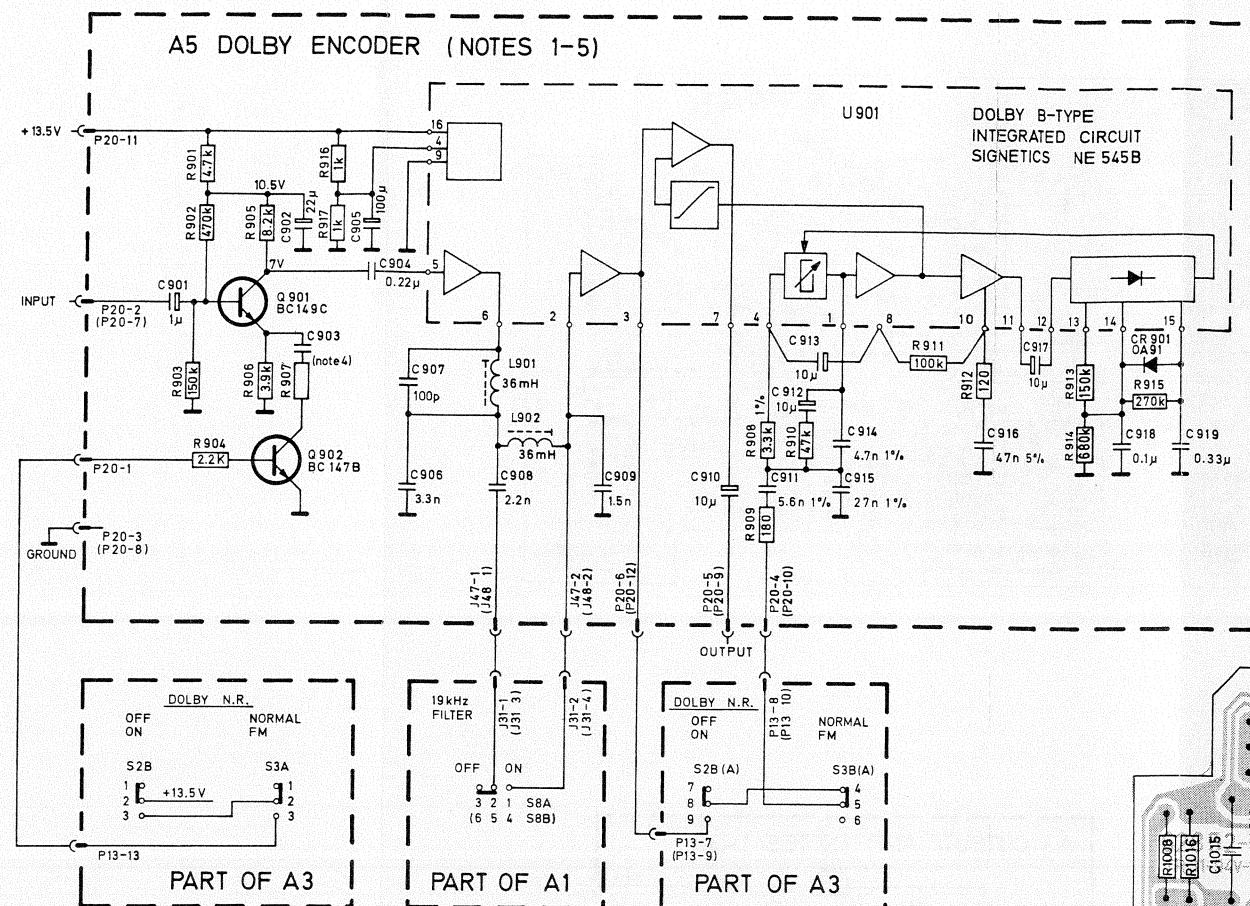 A5 DOLBY ENCODER (NOTES 1-5)
U901
DOLBY B-TYPE
INTEGRATED CIRCUIT
SIGNETICS NE 545B
+13.5V
P20-11
16
4
9
R901
4.7k
R916
1k
10.5V
R902
470k
R905
8.2k
C902
22µ
R917
1k
C905
100µ
7V
C904
0.22µ
5
INPUT
P20-2
(P20-7)
C901
1µ
Q901
BC149C
C903
(note4)
R903
150k
R906
3.9k
R907
6
2
3
7
4
1
8
10
11
12
13
14
15
C907
100p
L901
36mH
L902
36mH
C913
10µ
R911
100k
C917
10µ
CR901
OA91
C912
10µ
R912
120
R913
150k
R915
270k
R908
3.3k
1%
R910
47k
C914
4.7n 1%
C916
47n 5%
R914
680k
C918
0.1µ
C919
0.33µ
P20-1
R904
2.2K
Q902
BC147B
C906
3.3n
C908
2.2n
C909
1.5n
C910
10µ
C911
5.6n 1%
C915
27n 1%
R909
180
GROUND
P20-3
(P20-8)
J47-1
(J48 1)
J47-2
(J48-2)
P20-6
(P20-12)
P20-5
(P20-9)
P20-4
(P20-10)
OUTPUT
DOLBY N.R.
OFF
ON
NORMAL
FM
S2B
S3A
1
2
3
+13.5V
1
2
3
P13-13
PART OF A3
19kHz
FILTER
J31-1
(J31 3)
J31-2
(J31-4)
OFF ON
3 2 1 S8A
(6 5 4 S8B)
PART OF A1
DOLBY N.R.
OFF
ON
P13-8
(P13 10)
NORMAL
FM
S2B (A)
S3B(A)
7
8
9
4
5
6
P13-7
(P13-9)
PART OF A3
R1008
R1016
C1015